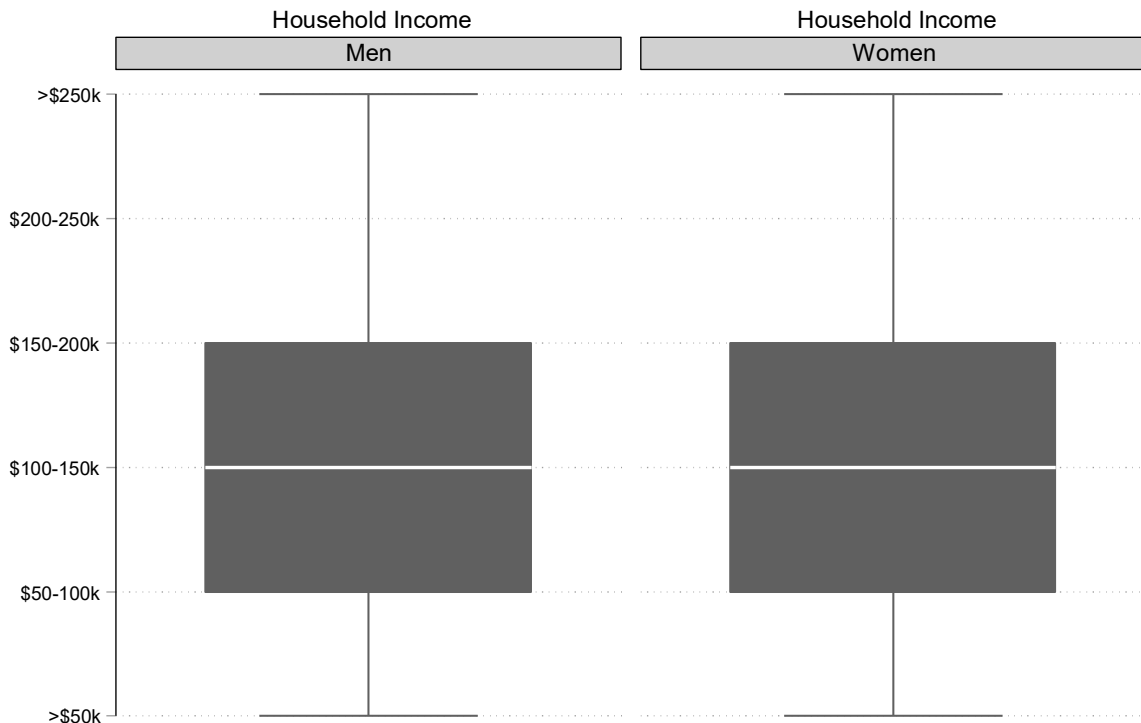 Household Income
Household Income
Men
Women
>$250k
$200-250k
$150-200k
$100-150k
$50-100k
>$50k